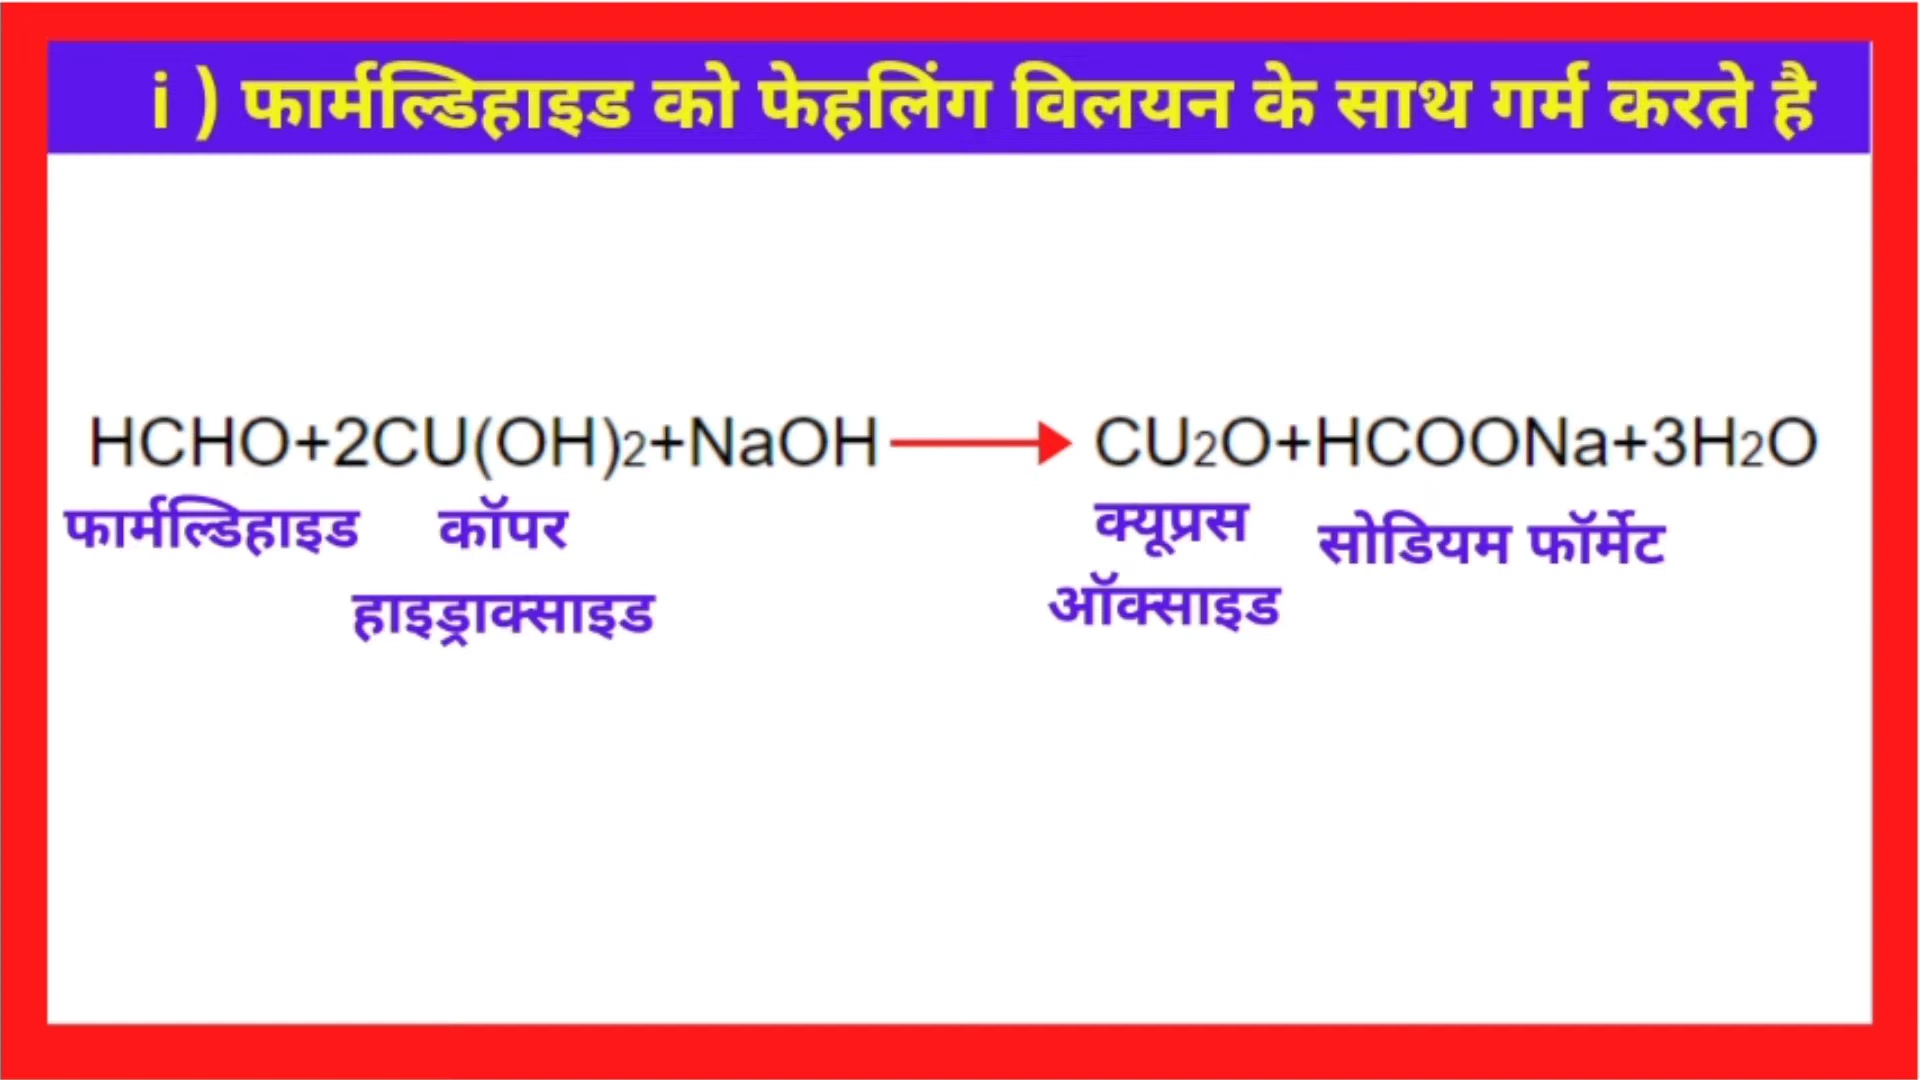 i ) फार्मल्डिहाइड को फेहलिंग विलयन के साथ गर्म करते है
HCHO+2CU(OH)2+NaOH CU2O+HCOONa+3H2O
फार्मल्डिहाइड कॉपर क्यूप्रस सोडियम फॉर्मेट
हाइड्राक्साइड ऑक्साइड